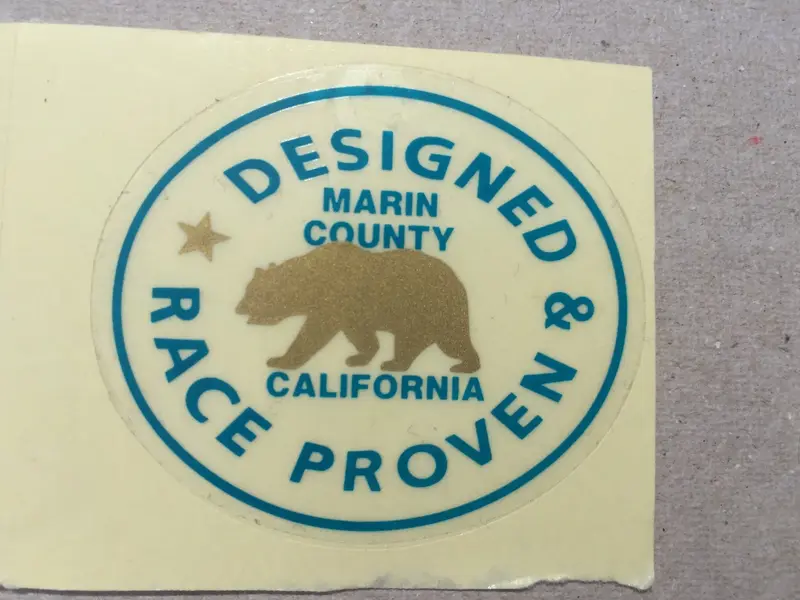 DESIGNED &
MARIN
COUNTY
CALIFORNIA
RACE PROVEN